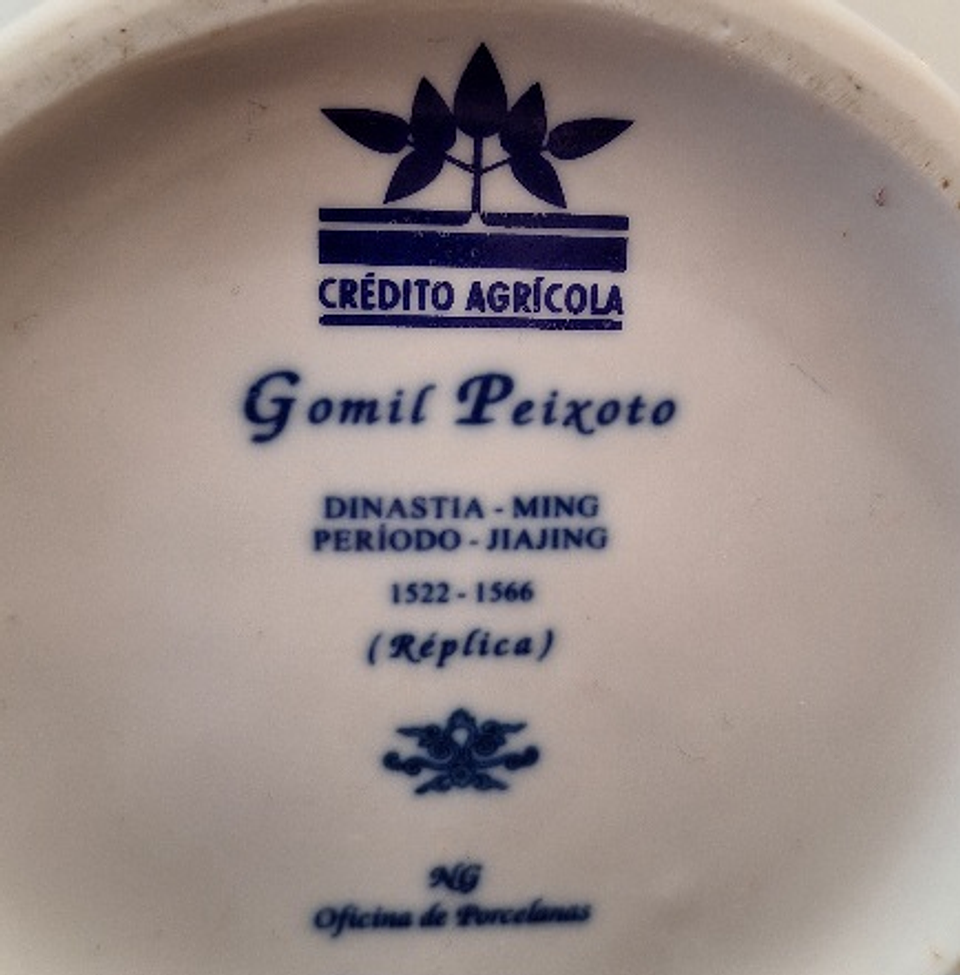 CRÉDITO AGRÍCOLA
Gomil Peixoto
DINASTIA - MING
PERÍODO - JIAJING
1522 - 1566
(Réplica)
NG
Oficina de Porcelanas